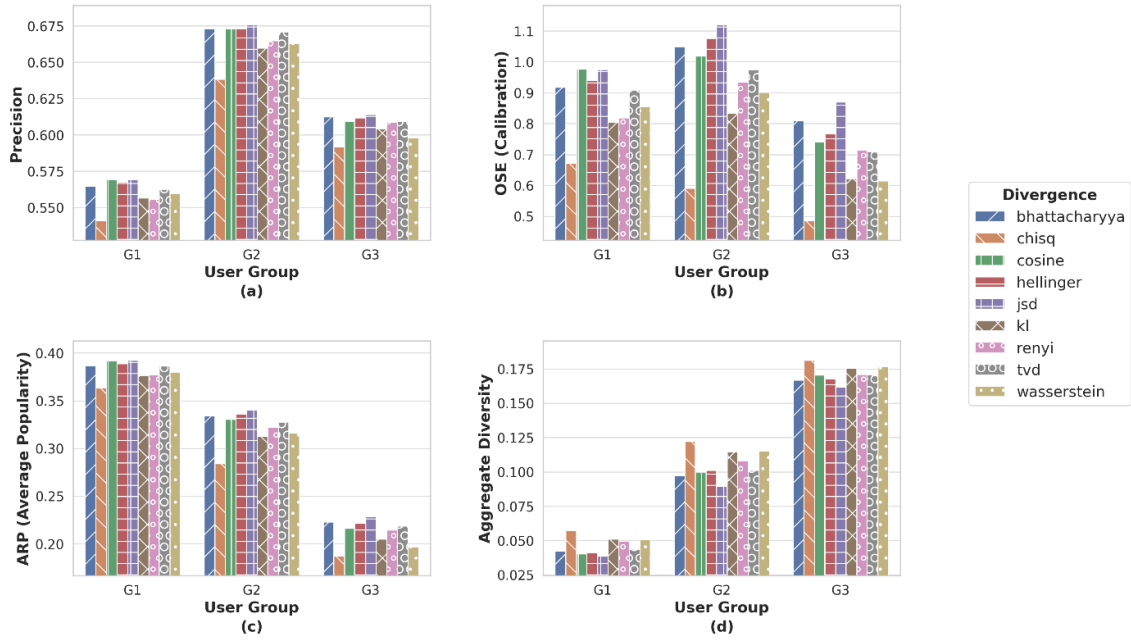 0.675
0.650
0.625
0.600
0.575
0.550
Precision
G1 G2 G3
User Group
(a)
1.1
1.0
0.9
0.8
0.7
0.6
0.5
OSE (Calibration)
G1 G2 G3
User Group
(b)
Divergence
bhattacharyya
chisq
cosine
hellinger
jsd
kl
renyi
tvd
wasserstein
0.40
0.35
0.30
0.25
0.20
ARP (Average Popularity)
G1 G2 G3
User Group
(c)
0.175
0.150
0.125
0.100
0.075
0.050
0.025
Aggregate Diversity
G1 G2 G3
User Group
(d)